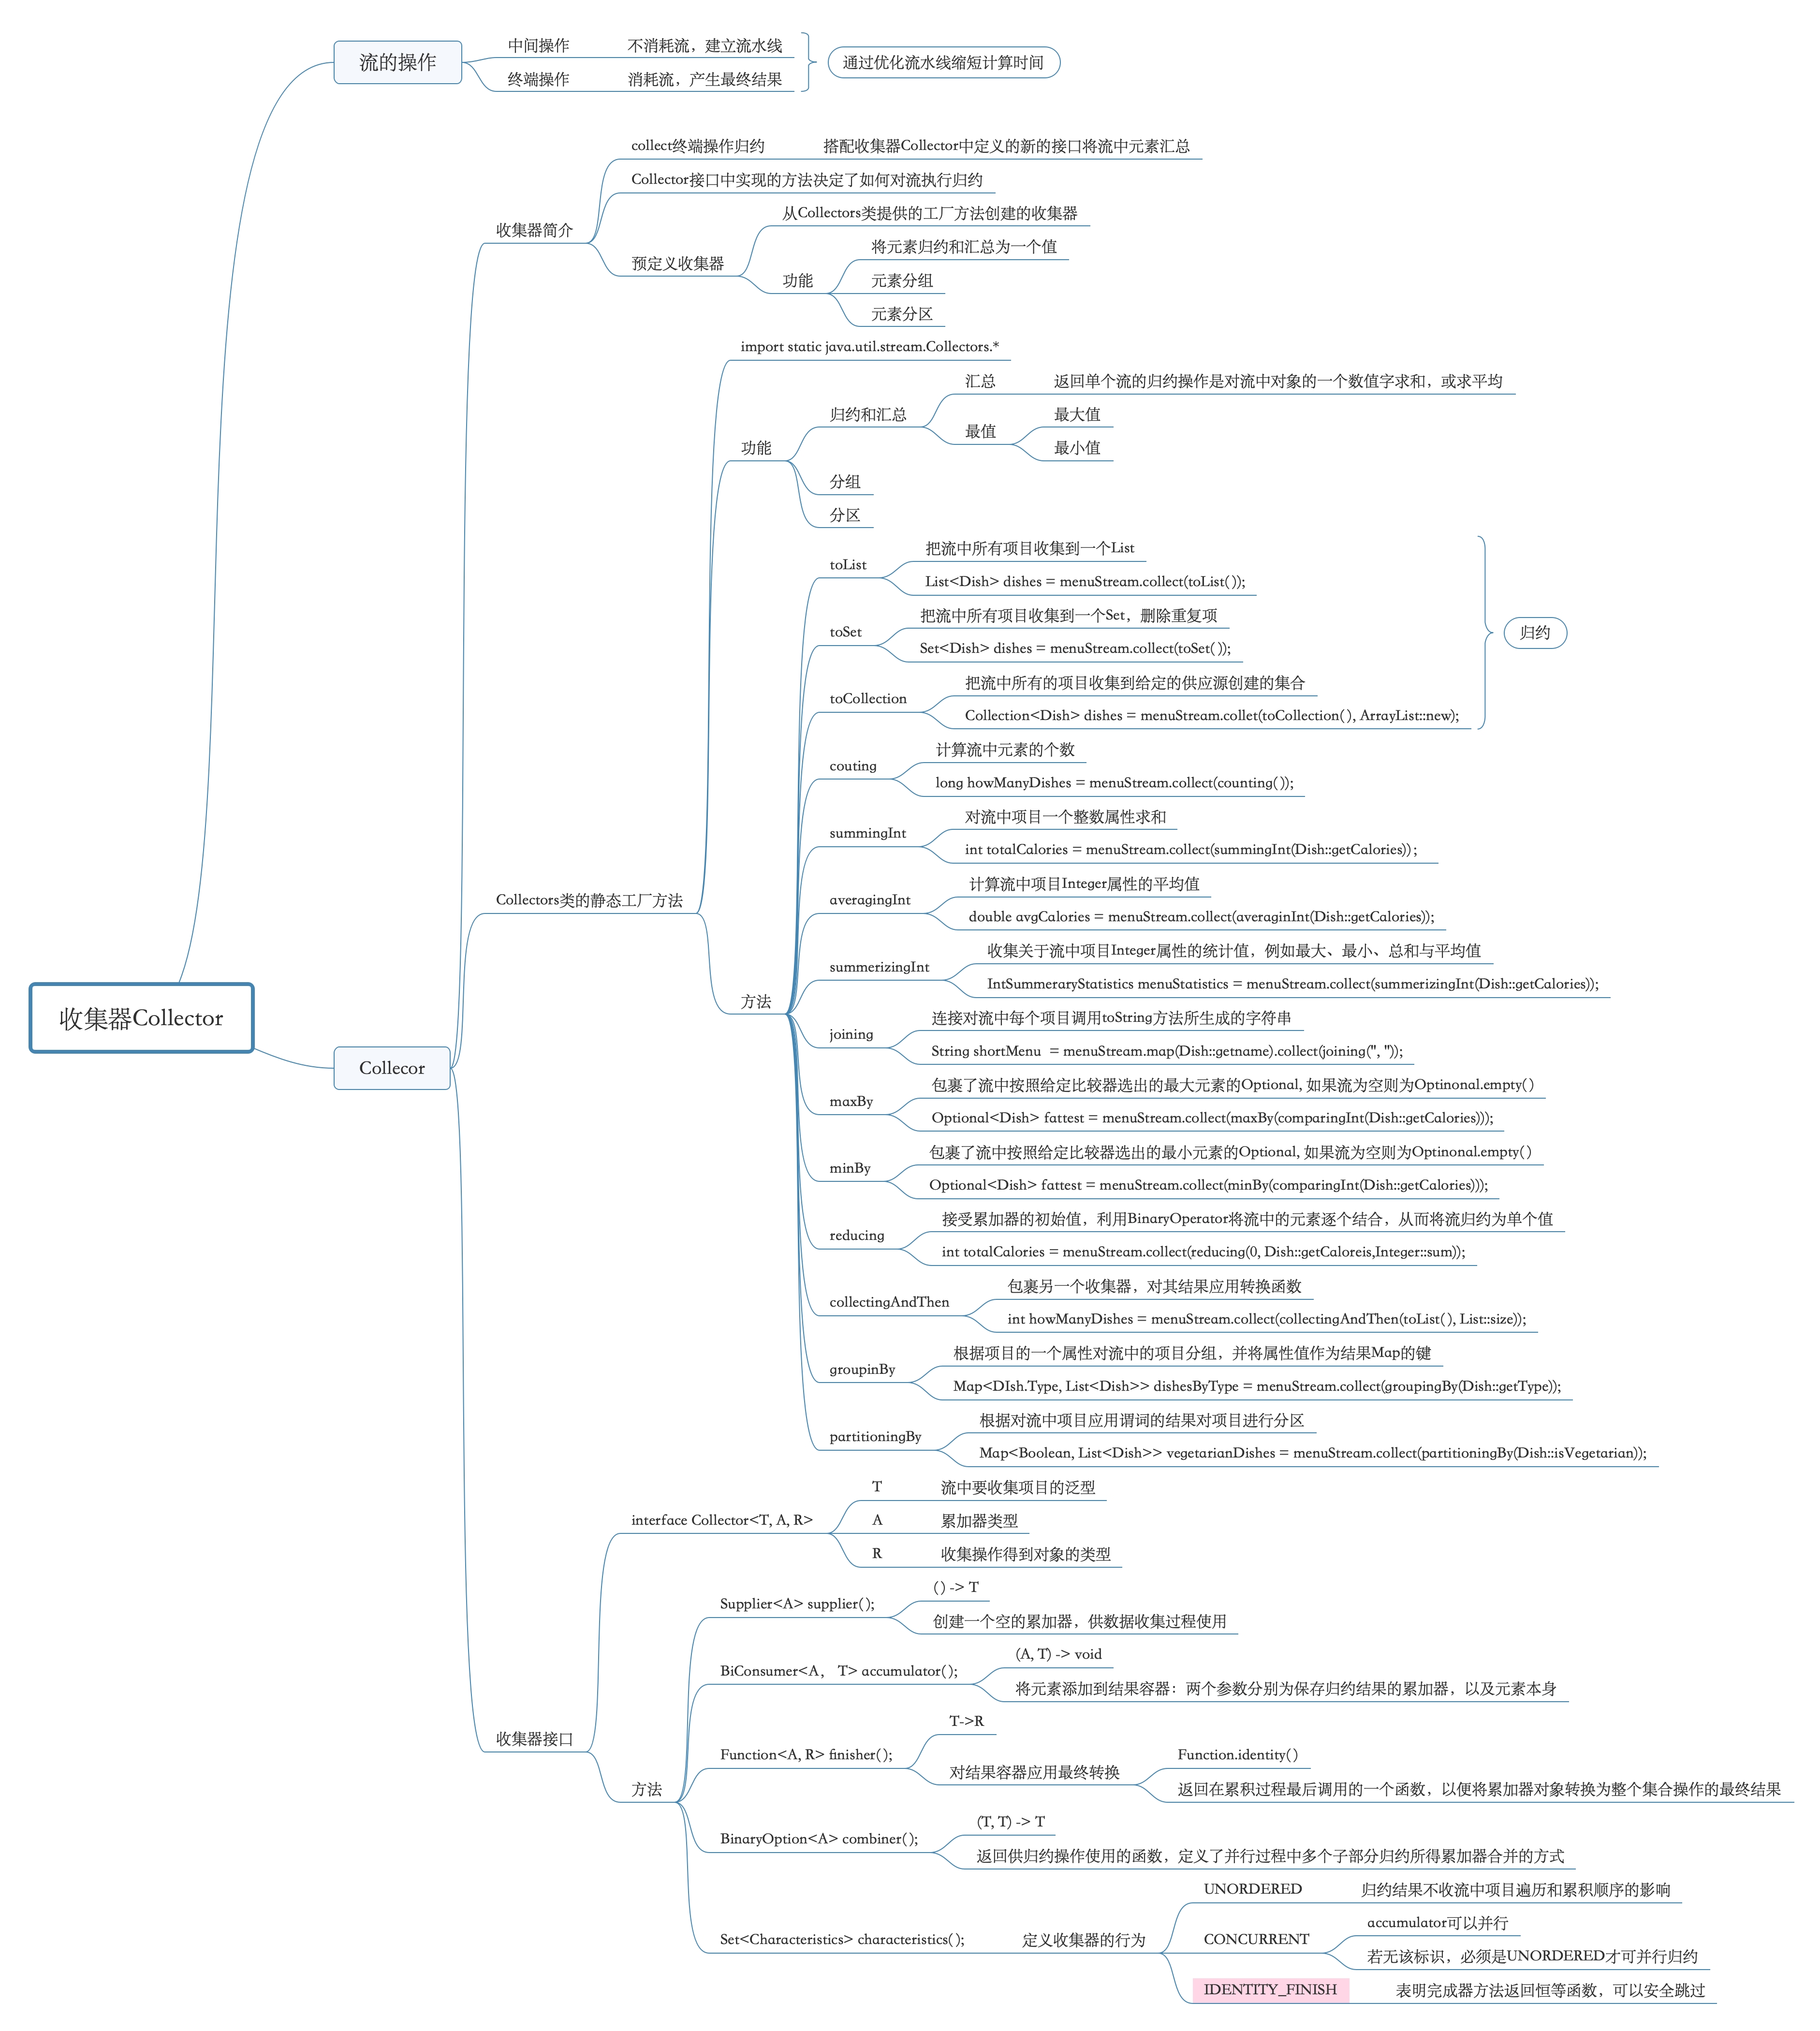 流的操作
中间操作
不消耗流，建立流水线
终端操作
消耗流，产生最终结果
通过优化流水线缩短计算时间
collect终端操作归约
搭配收集器Collector中定义的新的接口将流中元素汇总
Collector接口中实现的方法决定了如何对流执行归约
收集器简介
从Collectors类提供的工厂方法创建的收集器
预定义收集器
将元素归约和汇总为一个值
功能
元素分组
元素分区
import static java.util.stream.Collectors.*
汇总
返回单个流的归约操作是对流中对象的一个数值字求和，或求平均
归约和汇总
最值
最大值
最小值
功能
分组
分区
toList
把流中所有项目收集到一个List
List<Dish> dishes = menuStream.collect(toList());
toSet
把流中所有项目收集到一个Set，删除重复项
Set<Dish> dishes = menuStream.collect(toSet());
归约
toCollection
把流中所有的项目收集到给定的供应源创建的集合
Collection<Dish> dishes = menuStream.collet(toCollection(), ArrayList::new);
couting
计算流中元素的个数
long howManyDishes = menuStream.collect(counting());
summingInt
对流中项目一个整数属性求和
int totalCalories = menuStream.collect(summingInt(Dish::getCalories));
Collectors类的静态工厂方法
averagingInt
计算流中项目Integer属性的平均值
double avgCalories = menuStream.collect(averaginInt(Dish::getCalories));
summerizingInt
收集关于流中项目Integer属性的统计值，例如最大、最小、总和与平均值
IntSummeraryStatistics menuStatistics = menuStream.collect(summerizingInt(Dish::getCalories));
方法
收集器Collector
joining
连接对流中每个项目调用toString方法所生成的字符串
String shortMenu  = menuStream.map(Dish::getname).collect(joining(", "));
Collecor
maxBy
包裹了流中按照给定比较器选出的最大元素的Optional, 如果流为空则为Optinonal.empty()
Optional<Dish> fattest = menuStream.collect(maxBy(comparingInt(Dish::getCalories)));
minBy
包裹了流中按照给定比较器选出的最小元素的Optional, 如果流为空则为Optinonal.empty()
Optional<Dish> fattest = menuStream.collect(minBy(comparingInt(Dish::getCalories)));
reducing
接受累加器的初始值，利用BinaryOperator将流中的元素逐个结合，从而将流归约为单个值
int totalCalories = menuStream.collect(reducing(0, Dish::getCaloreis,Integer::sum));
collectingAndThen
包裹另一个收集器，对其结果应用转换函数
int howManyDishes = menuStream.collect(collectingAndThen(toList(), List::size));
groupinBy
根据项目的一个属性对流中的项目分组，并将属性值作为结果Map的键
Map<DIsh.Type, List<Dish>> dishesByType = menuStream.collect(groupingBy(Dish::getType));
partitioningBy
根据对流中项目应用谓词的结果对项目进行分区
Map<Boolean, List<Dish>> vegetarianDishes = menuStream.collect(partitioningBy(Dish::isVegetarian));
interface Collector<T, A, R>
T
流中要收集项目的泛型
A
累加器类型
R
收集操作得到对象的类型
Supplier<A> supplier();
() -> T
创建一个空的累加器，供数据收集过程使用
BiConsumer<A， T> accumulator();
(A, T) -> void
将元素添加到结果容器：两个参数分别为保存归约结果的累加器，以及元素本身
收集器接口
Function<A, R> finisher();
T->R
对结果容器应用最终转换
Function.identity()
返回在累积过程最后调用的一个函数，以便将累加器对象转换为整个集合操作的最终结果
方法
BinaryOption<A> combiner();
(T, T) -> T
返回供归约操作使用的函数，定义了并行过程中多个子部分归约所得累加器合并的方式
Set<Characteristics> characteristics();
定义收集器的行为
UNORDERED
归约结果不收流中项目遍历和累积顺序的影响
CONCURRENT
accumulator可以并行
若无该标识，必须是UNORDERED才可并行归约
IDENTITY_FINISH
表明完成器方法返回恒等函数，可以安全跳过